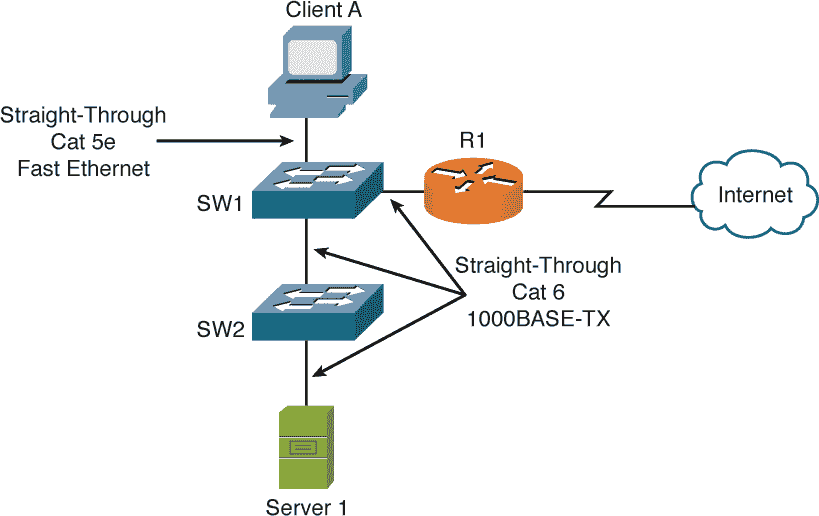 Client A
Straight-Through
Cat 5e
Fast Ethernet
R1
SW1
Internet
Straight-Through
Cat 6
1000BASE-TX
SW2
Server 1